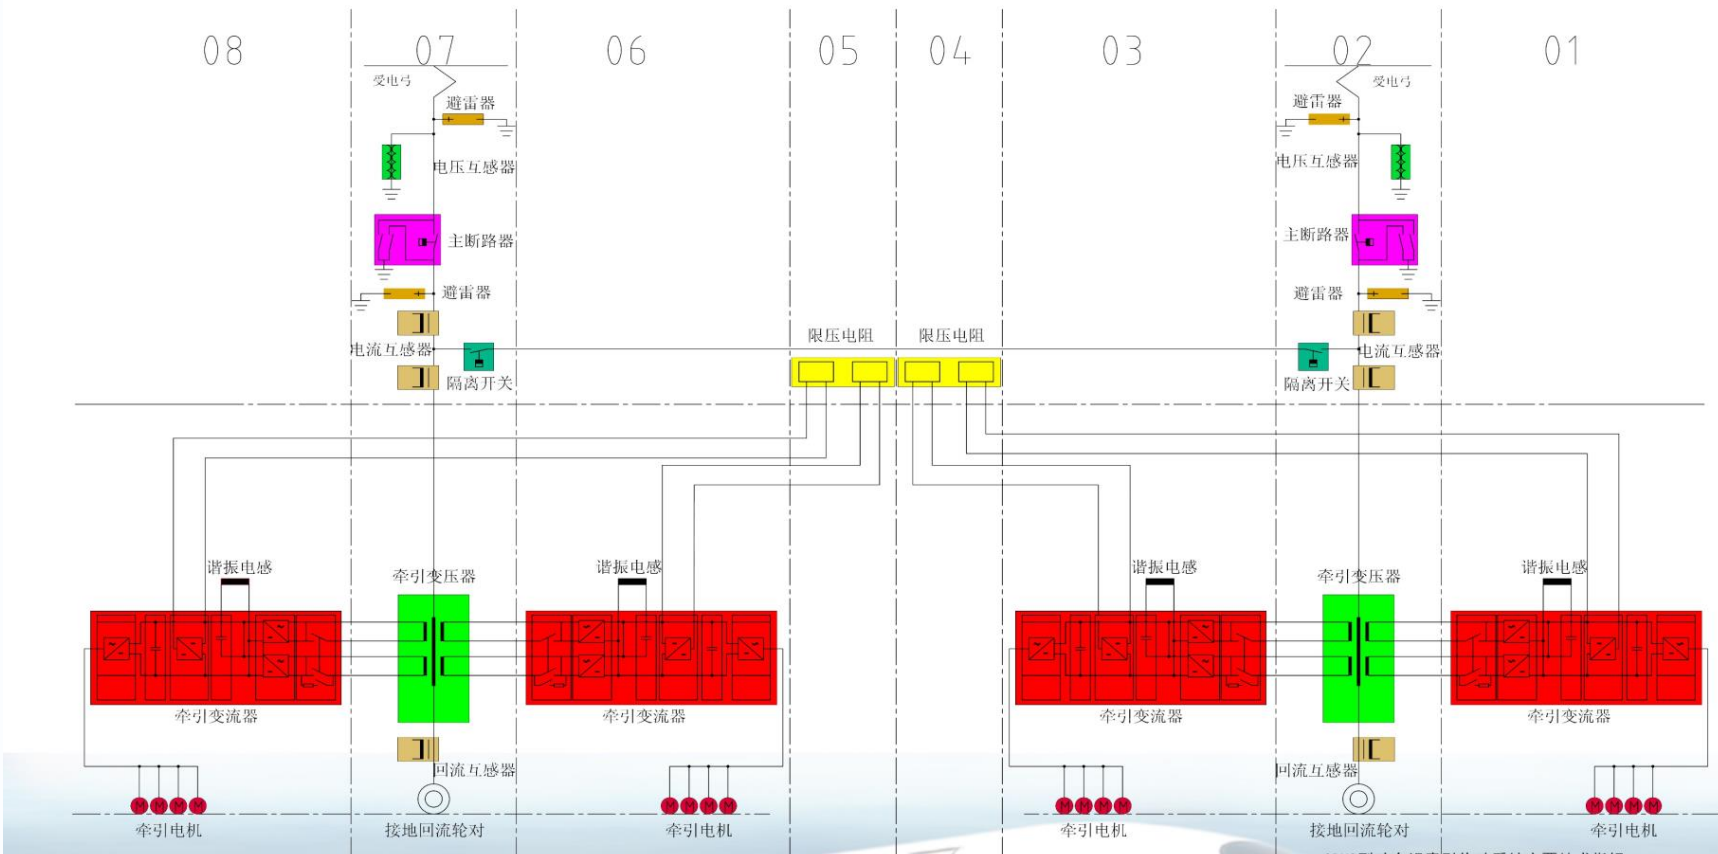 08 07 06 05 04 03 02 01
受电弓 受电弓
避雷器 避雷器
电压互感器 电压互感器
主断路器 主断路器
避雷器 避雷器
限压电阻 限压电阻
电流互感器 电流互感器
隔离开关 隔离开关
谐振电感 牵引变压器 谐振电感 谐振电感 牵引变压器 谐振电感
牵引变流器 牵引变流器 牵引变流器 牵引变流器
回流互感器 回流互感器
M M M M M M M M M M M M M M M M
牵引电机 接地回流轮对 牵引电机 牵引电机 接地回流轮对 牵引电机